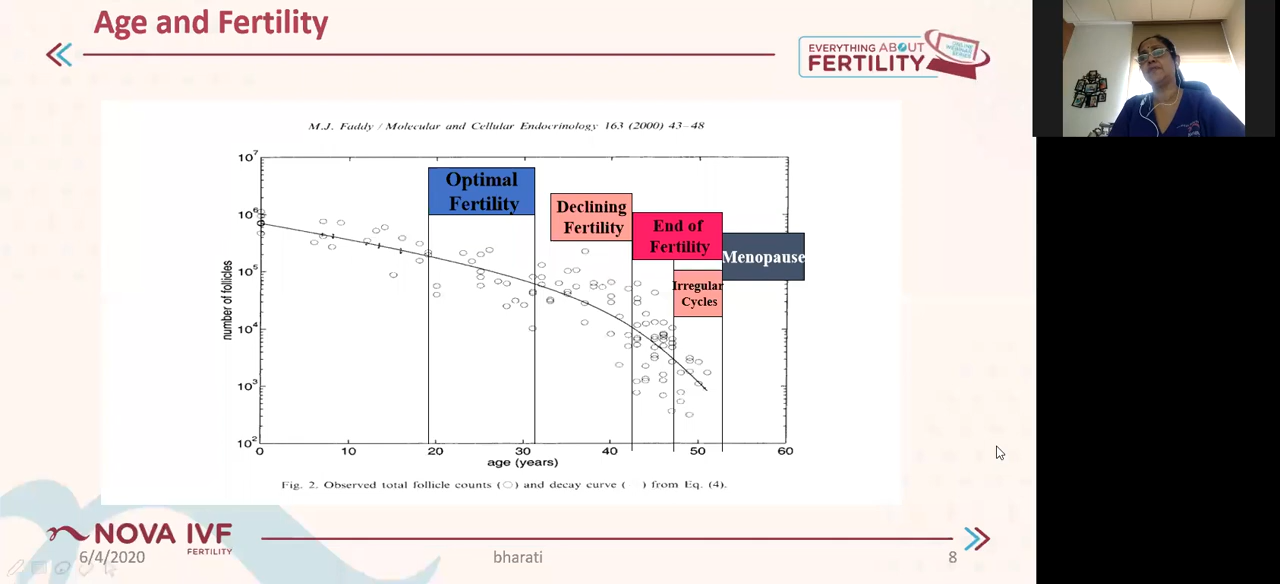 Age and Fertility
EVERYTHING ABOUT
FERTILITY
M.J. Faddy / Molecular and Cellular Endocrinology 163 (2000) 43–48
10⁷
10⁶
10⁵
10⁴
10³
10²
number of follicles
Optimal
Fertility
Declining
Fertility
End of
Fertility
Irregular
Cycles
Menopause
0 10 20 30 40 50 60
age (years)
Fig. 2. Observed total follicle counts (○) and decay curve ( ) from Eq. (4).
NOVA IVF
FERTILITY
6/4/2020
bharati
8